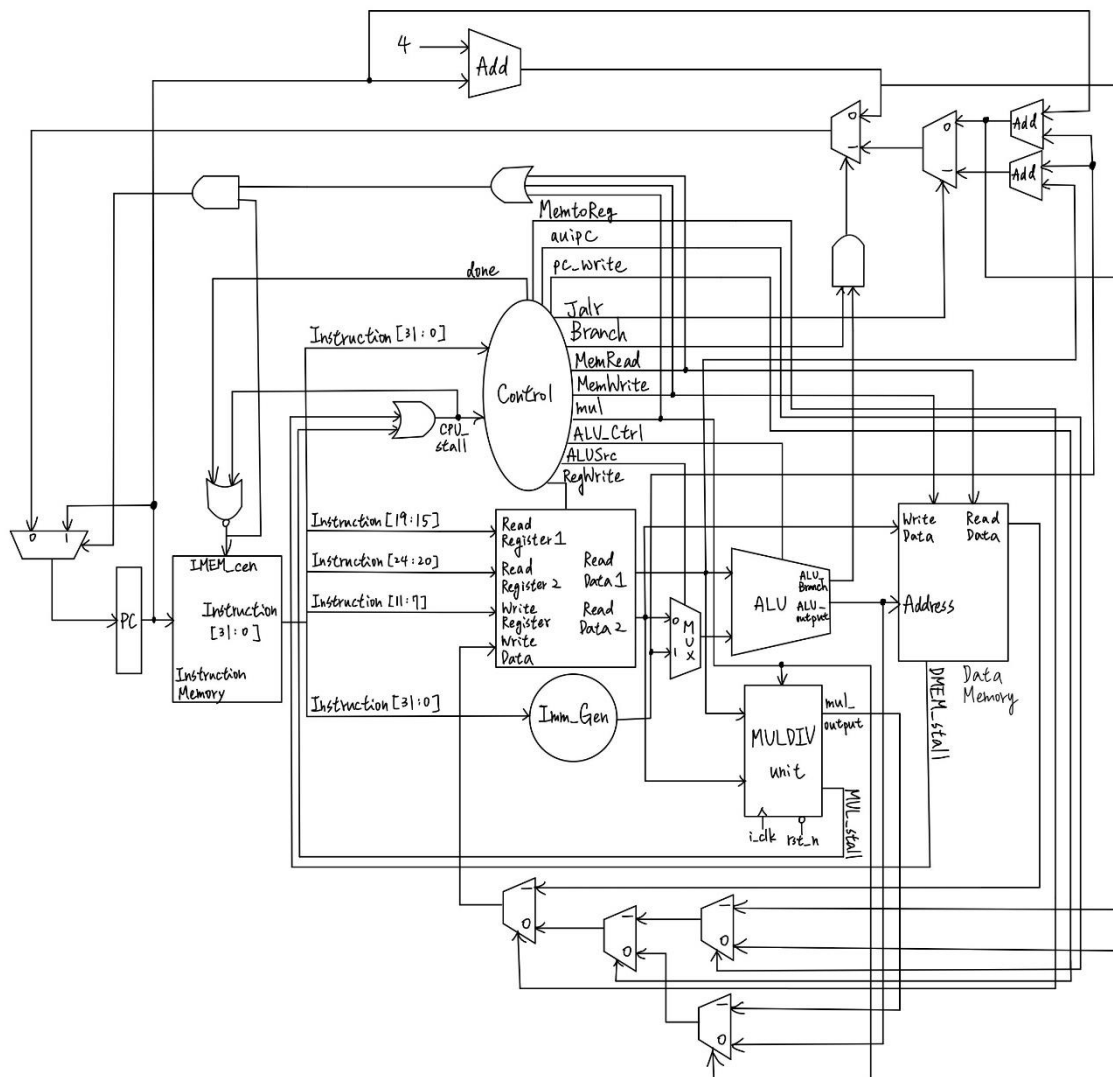 4
Add
0
1
0
1
Add
Add
MemtoReg
auipc
pc_write
done
Jalr
Branch
Instruction [31:0]
MemRead
Control
MemWrite
mul
CPU_
stall
ALU_Ctrl
ALUSrc
RegWrite
0 1
IMEM_cen
Instruction
[31:0]
Instruction
Memory
PC
Instruction [19:15]
Instruction [24:20]
Instruction [11:7]
Instruction [31:0]
Read
Register 1
Read
Register 2
Write
Register
Write
Data
Read
Data 1
Read
Data 2
0
1
MUX
ALU
ALU_
Branch
ALU_
output
Write
Data
Read
Data
Address
Data
Memory
DMEM_stall
Imm_Gen
MULDIV
unit
mul_
output
MUL_stall
i_clk
rst_n
1
0
1
0
1
0
1
0